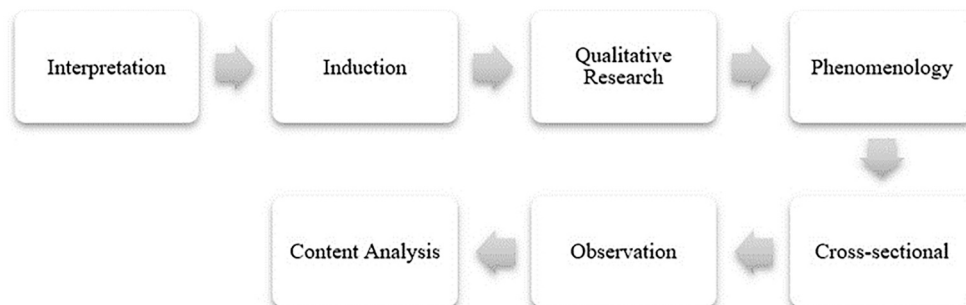 Interpretation
Induction
Qualitative
Research
Phenomenology
Cross-sectional
Observation
Content Analysis